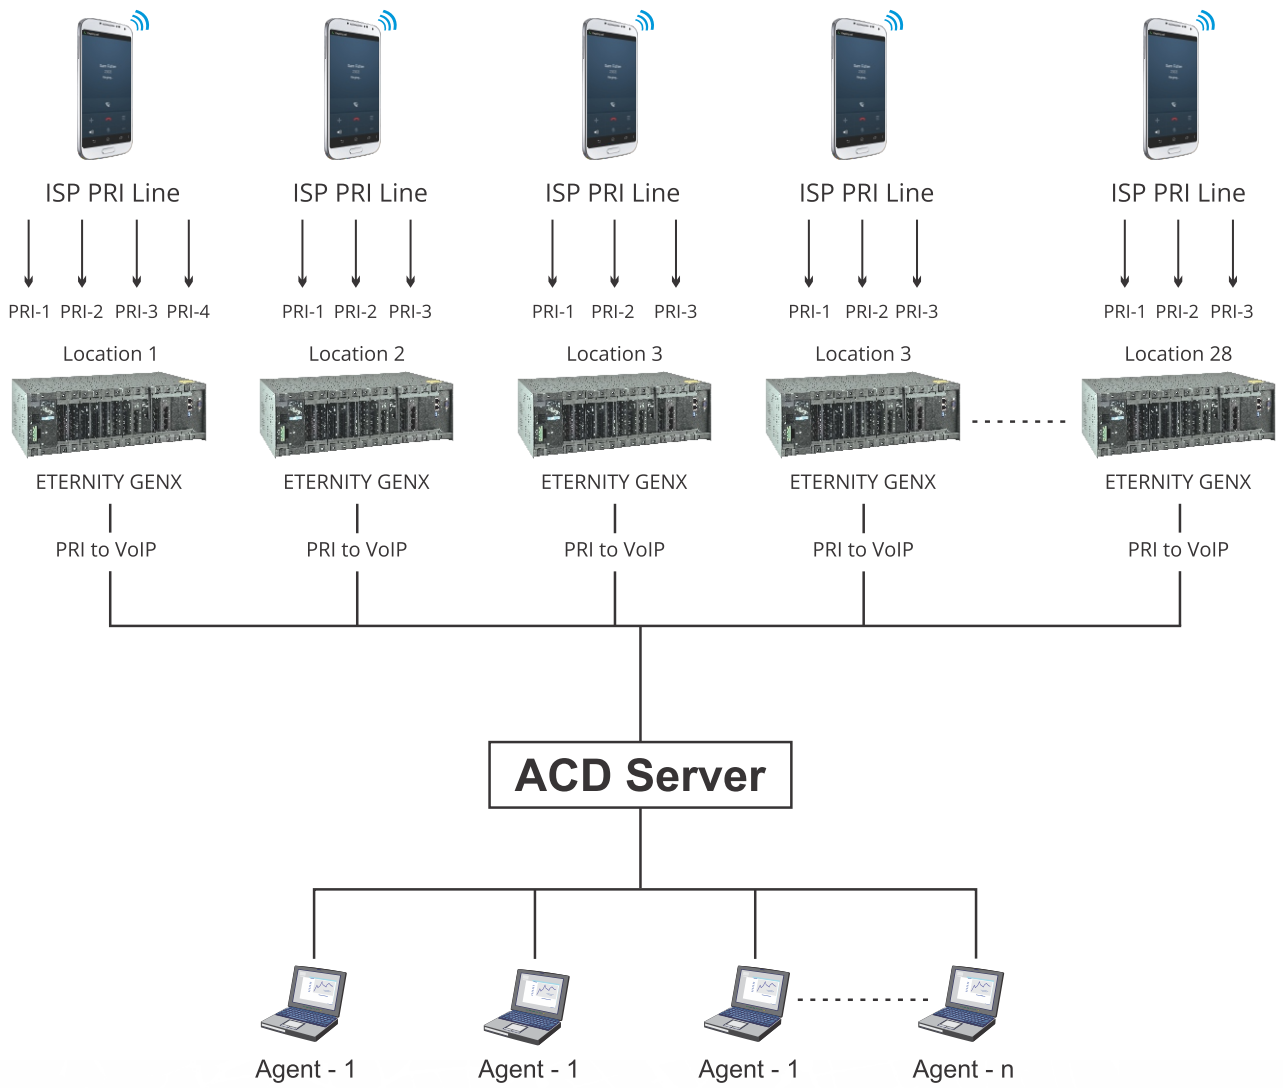 ISP PRI Line ISP PRI Line ISP PRI Line ISP PRI Line ISP PRI Line
PRI-1 PRI-2 PRI-3 PRI-4 PRI-1 PRI-2 PRI-3 PRI-1 PRI-2 PRI-3 PRI-1 PRI-2 PRI-3 PRI-1 PRI-2 PRI-3
Location 1 Location 2 Location 3 Location 3 Location 28
ETERNITY GENX ETERNITY GENX ETERNITY GENX ETERNITY GENX ETERNITY GENX
PRI to VoIP PRI to VoIP PRI to VoIP PRI to VoIP PRI to VoIP
ACD Server
Agent - 1 Agent - 1 Agent - 1 Agent - n